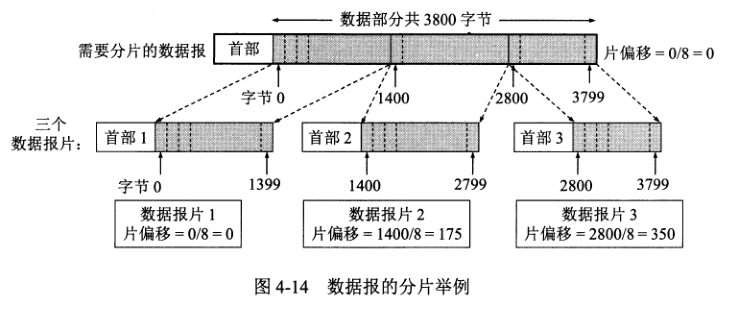 数据部分共 3800 字节
需要分片的数据报 首部 片偏移 = 0/8 = 0
字节 0 1400 2800 3799
三个
数据报片: 首部 1 首部 2 首部 3
字节 0 1399 1400 2799 2800 3799
数据报片 1 数据报片 2 数据报片 3
片偏移 = 0/8 = 0 片偏移 = 1400/8 = 175 片偏移 = 2800/8 = 350
图 4-14 数据报的分片举例